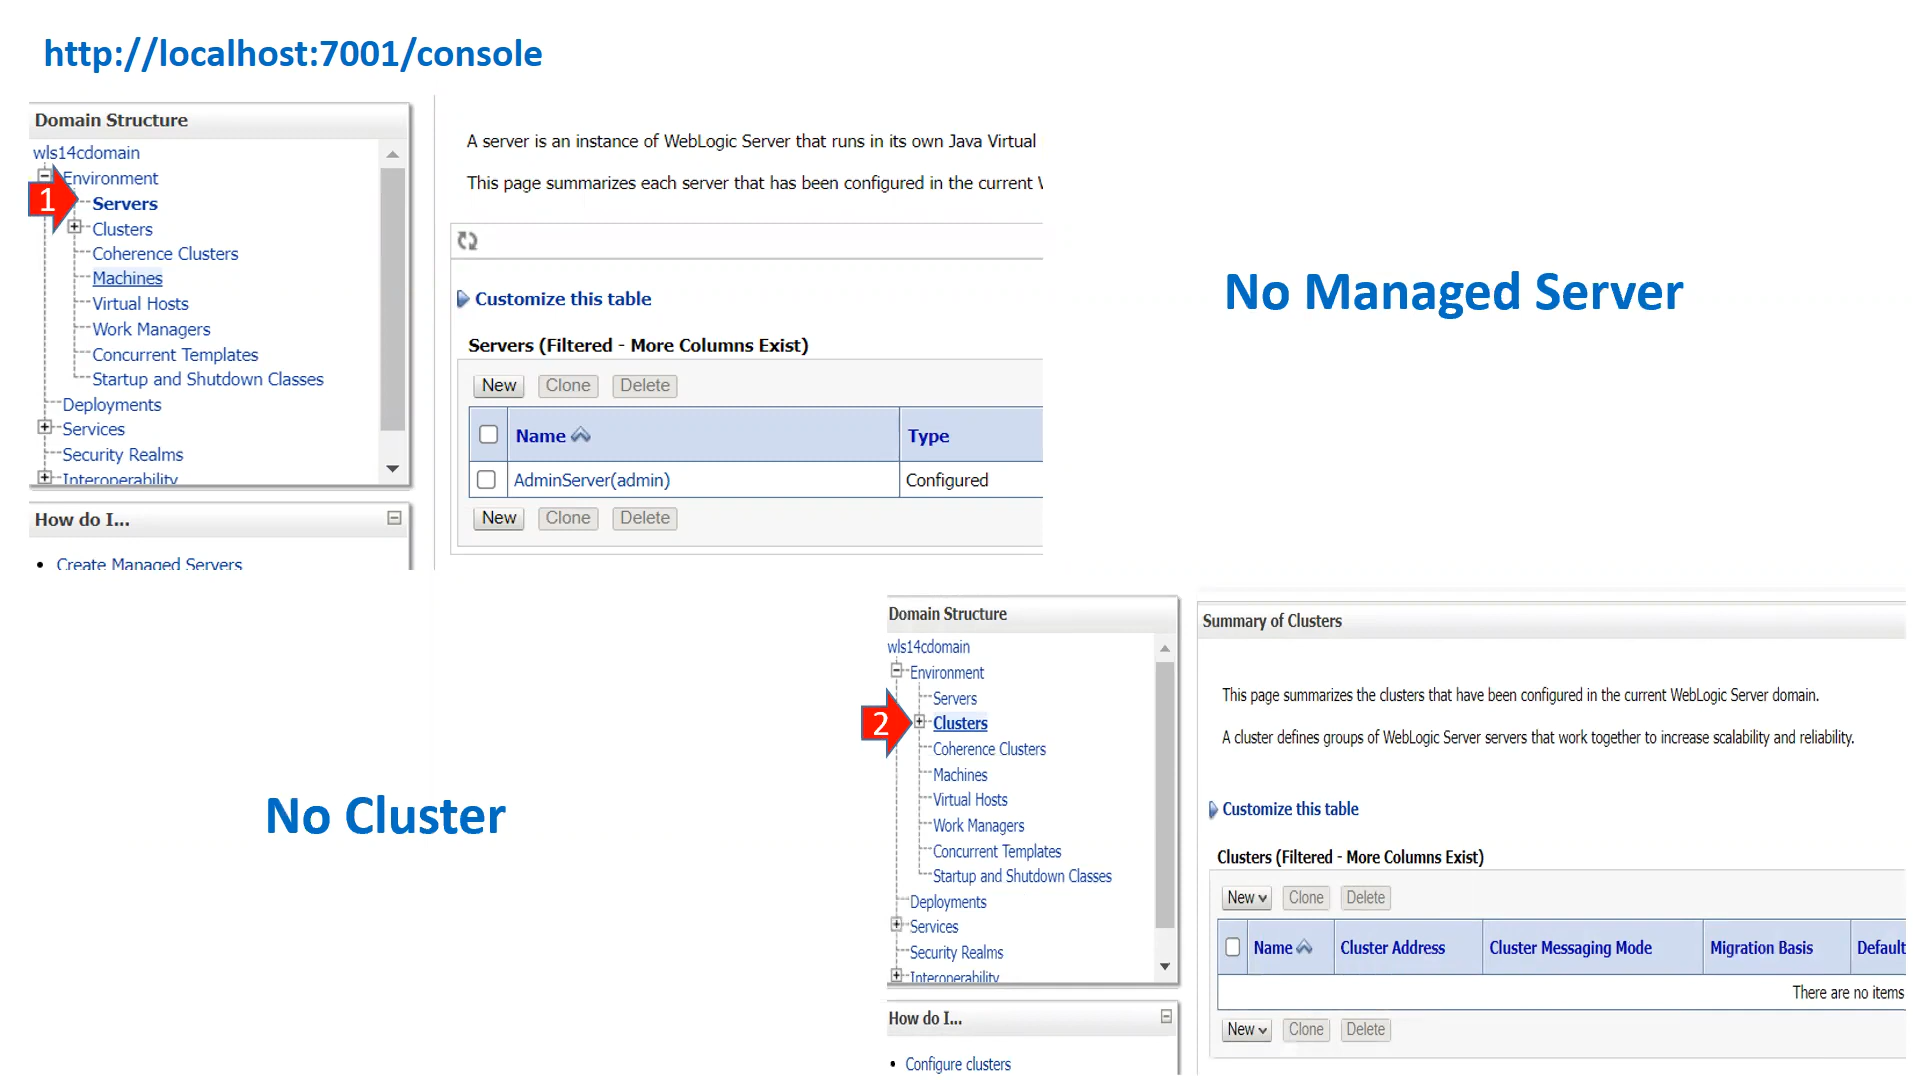 http://localhost:7001/console
Domain Structure
wls14cdomain
Environment
1
Servers
Clusters
Coherence Clusters
Machines
Virtual Hosts
Work Managers
Concurrent Templates
Startup and Shutdown Classes
Deployments
Services
Security Realms
Interoperability
How do I...
Create Managed Servers
A server is an instance of WebLogic Server that runs in its own Java Virtual
This page summarizes each server that has been configured in the current
Customize this table
Servers (Filtered - More Columns Exist)
New Clone Delete
Name Type
AdminServer(admin) Configured
New Clone Delete
No Managed Server
No Cluster
Domain Structure
wls14cdomain
Environment
Servers
2
Clusters
Coherence Clusters
Machines
Virtual Hosts
Work Managers
Concurrent Templates
Startup and Shutdown Classes
Deployments
Services
Security Realms
Interoperability
How do I...
Configure clusters
Summary of Clusters
This page summarizes the clusters that have been configured in the current WebLogic Server domain.
A cluster defines groups of WebLogic Server servers that work together to increase scalability and reliability.
Customize this table
Clusters (Filtered - More Columns Exist)
New Clone Delete
Name Cluster Address Cluster Messaging Mode Migration Basis Default
There are no items
New Clone Delete